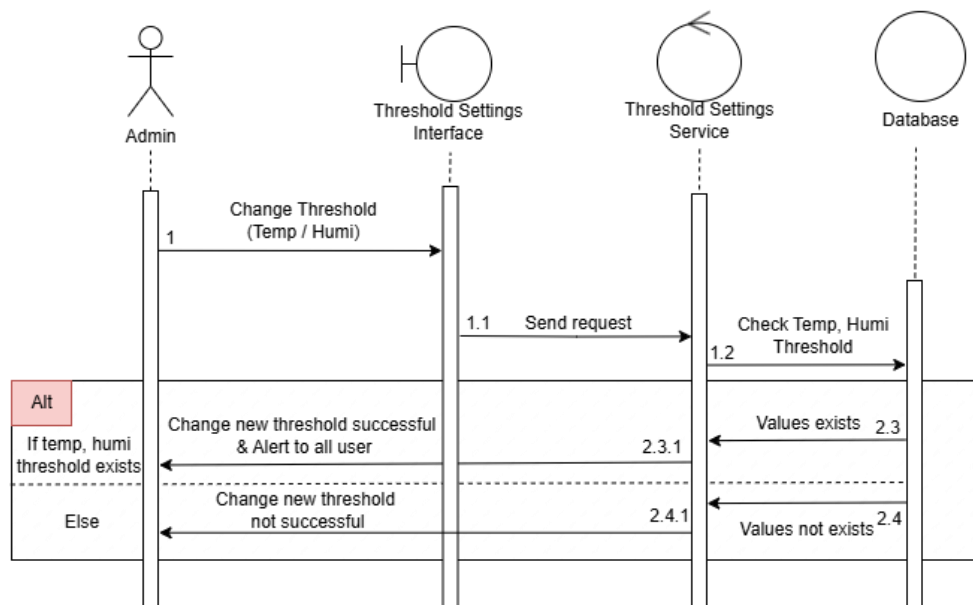 Admin
Threshold Settings
Interface
Threshold Settings
Service
Database
Change Threshold
(Temp / Humi)
1
1.1
Send request
Check Temp, Humi
Threshold
1.2
Alt
If temp, humi
threshold exists
Change new threshold successful
& Alert to all user
2.3.1
Values exists
2.3
Else
Change new threshold
not successful
2.4.1
2.4
Values not exists